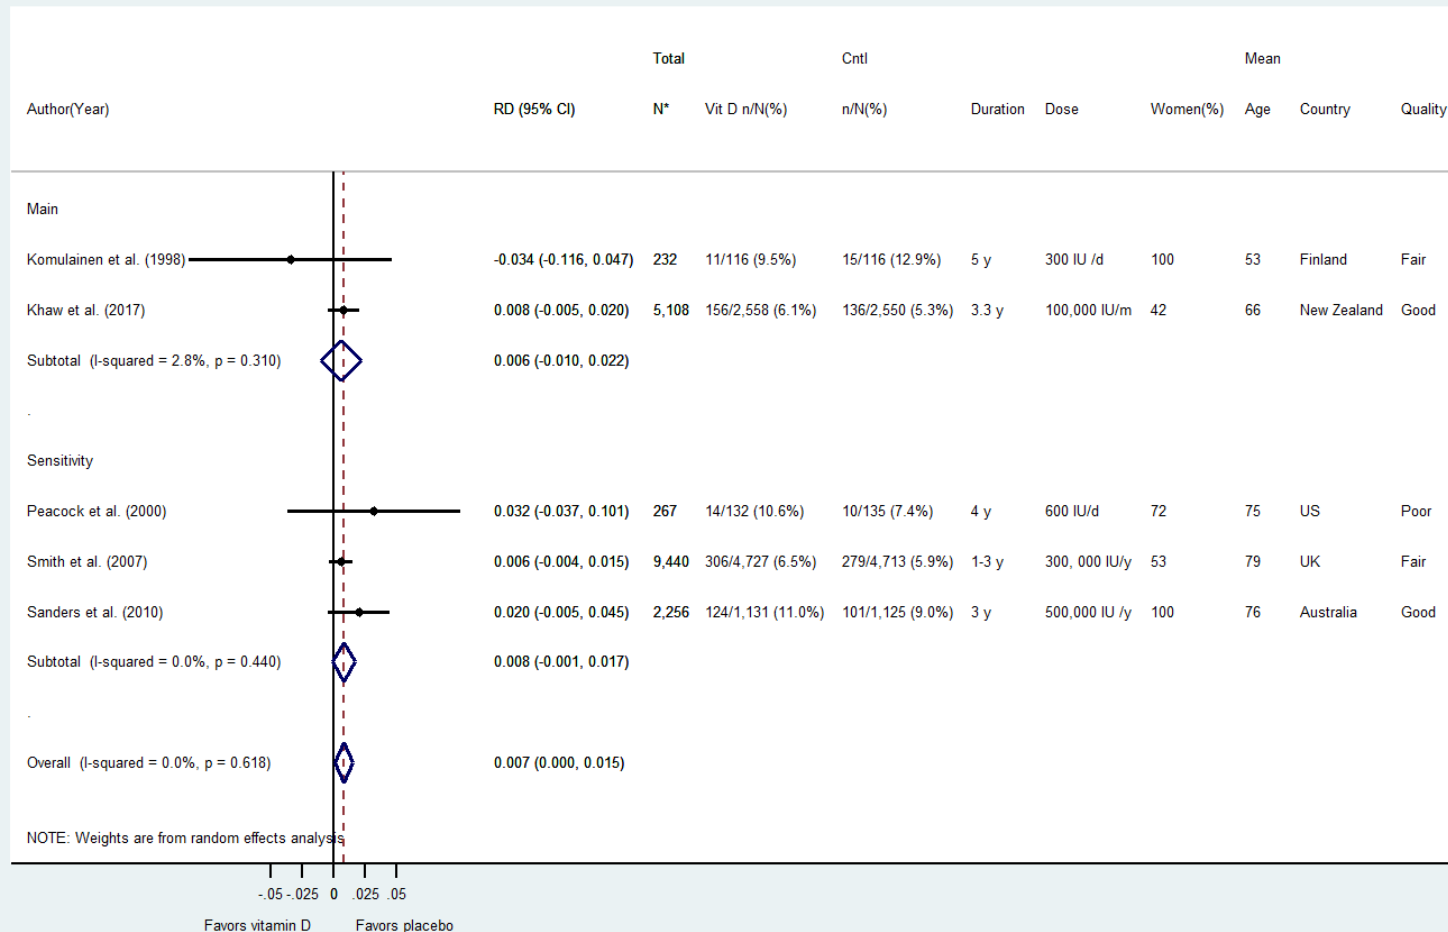 Total Cntl Mean
Author(Year) RD (95% CI) N* Vit D n/N(%) n/N(%) Duration Dose Women(%) Age Country Quality
Main
Komulainen et al. (1998) -0.034 (-0.116, 0.047) 232 11/116 (9.5%) 15/116 (12.9%) 5 y 300 IU /d 100 53 Finland Fair
Khaw et al. (2017) 0.008 (-0.005, 0.020) 5,108 156/2,558 (6.1%) 136/2,550 (5.3%) 3.3 y 100,000 IU/m 42 66 New Zealand Good
Subtotal (I-squared = 2.8%, p = 0.310) 0.006 (-0.010, 0.022)
.
Sensitivity
Peacock et al. (2000) 0.032 (-0.037, 0.101) 267 14/132 (10.6%) 10/135 (7.4%) 4 y 600 IU/d 72 75 US Poor
Smith et al. (2007) 0.006 (-0.004, 0.015) 9,440 306/4,727 (6.5%) 279/4,713 (5.9%) 1-3 y 300, 000 IU/y 53 79 UK Fair
Sanders et al. (2010) 0.020 (-0.005, 0.045) 2,256 124/1,131 (11.0%) 101/1,125 (9.0%) 3 y 500,000 IU /y 100 76 Australia Good
Subtotal (I-squared = 0.0%, p = 0.440) 0.008 (-0.001, 0.017)
.
Overall (I-squared = 0.0%, p = 0.618) 0.007 (0.000, 0.015)
NOTE: Weights are from random effects analysis
-.05 -.025 0 .025 .05
Favors vitamin D Favors placebo